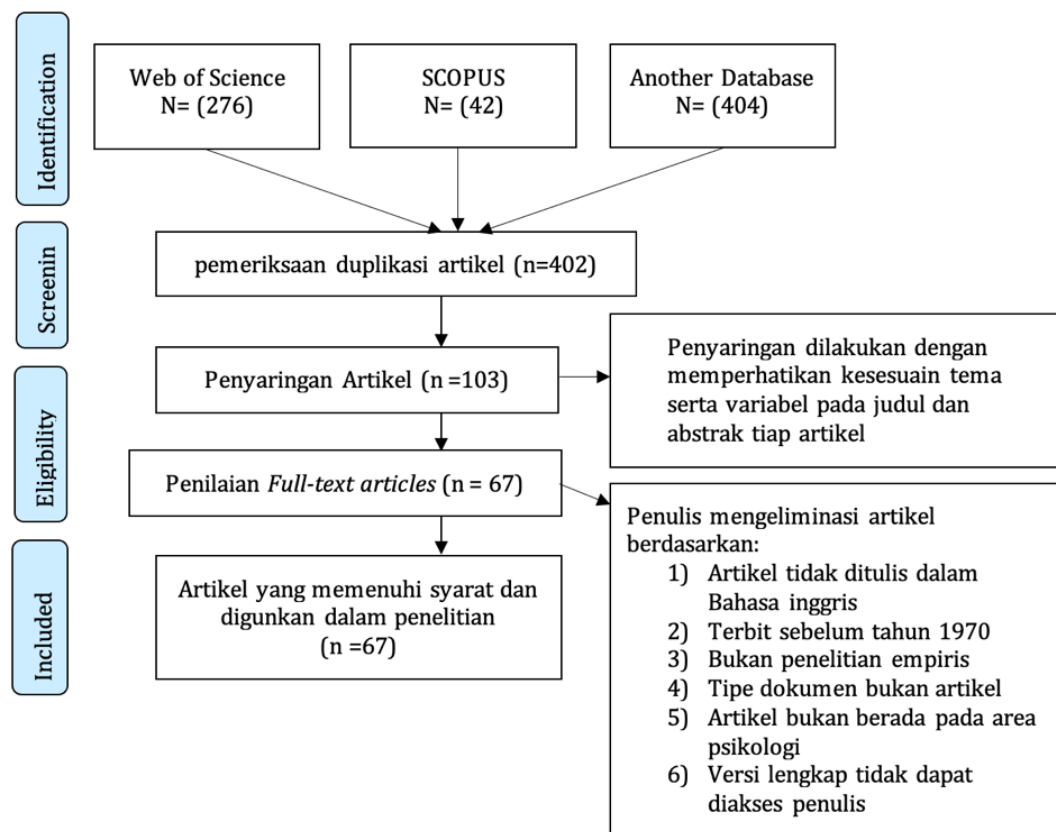 Identification
Web of Science
N= (276)
SCOPUS
N= (42)
Another Database
N= (404)
Screenin
pemeriksaan duplikasi artikel (n=402)
Penyaringan Artikel (n =103)
Penyaringan dilakukan dengan
memperhatikan kesesuain tema
serta variabel pada judul dan
abstrak tiap artikel
Eligibility
Penilaian Full-text articles (n = 67)
Penulis mengeliminasi artikel
berdasarkan:
1) Artikel tidak ditulis dalam
Bahasa inggris
2) Terbit sebelum tahun 1970
3) Bukan penelitian empiris
4) Tipe dokumen bukan artikel
5) Artikel bukan berada pada area
psikologi
6) Versi lengkap tidak dapat
diakses penulis
Included
Artikel yang memenuhi syarat dan
digunkan dalam penelitian
(n =67)